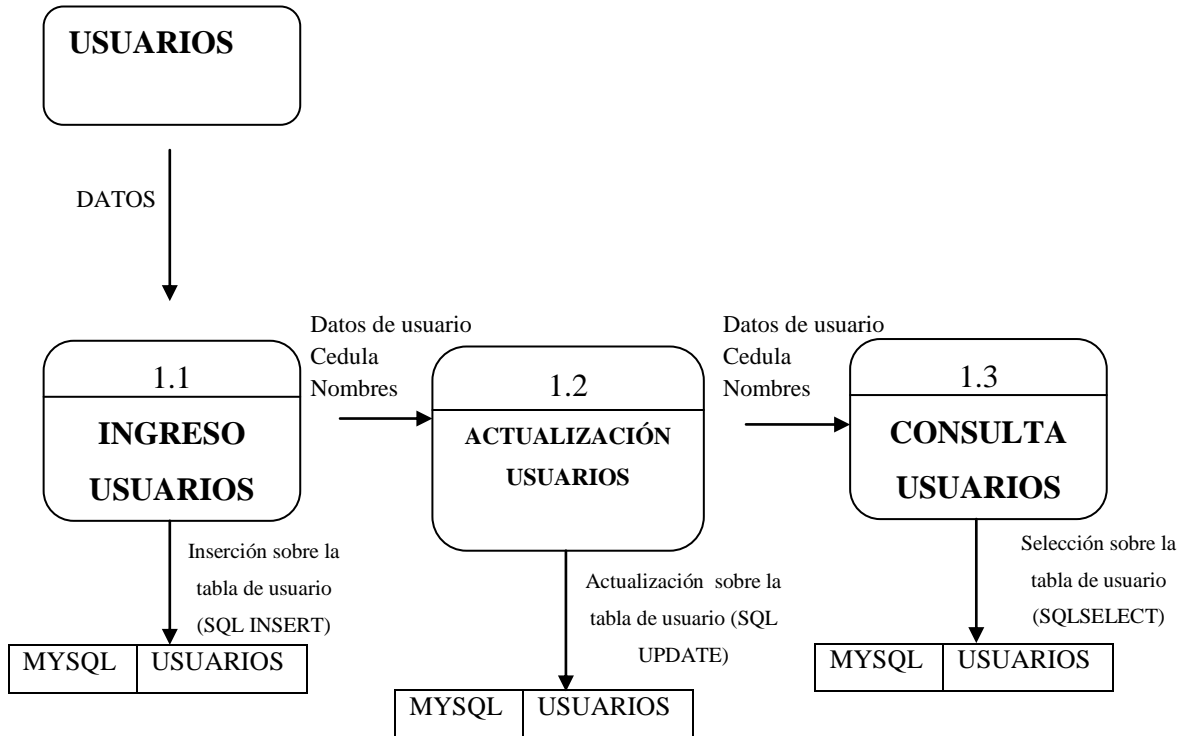 USUARIOS
DATOS
1.1
INGRESO
USUARIOS
Datos de usuario
Cedula
Nombres
1.2
ACTUALIZACIÓN
USUARIOS
Datos de usuario
Cedula
Nombres
1.3
CONSULTA
USUARIOS
Inserción sobre la
tabla de usuario
(SQL INSERT)
MYSQL USUARIOS
Actualización sobre la
tabla de usuario (SQL
UPDATE)
MYSQL USUARIOS
Selección sobre la
tabla de usuario
(SQLSELECT)
MYSQL USUARIOS